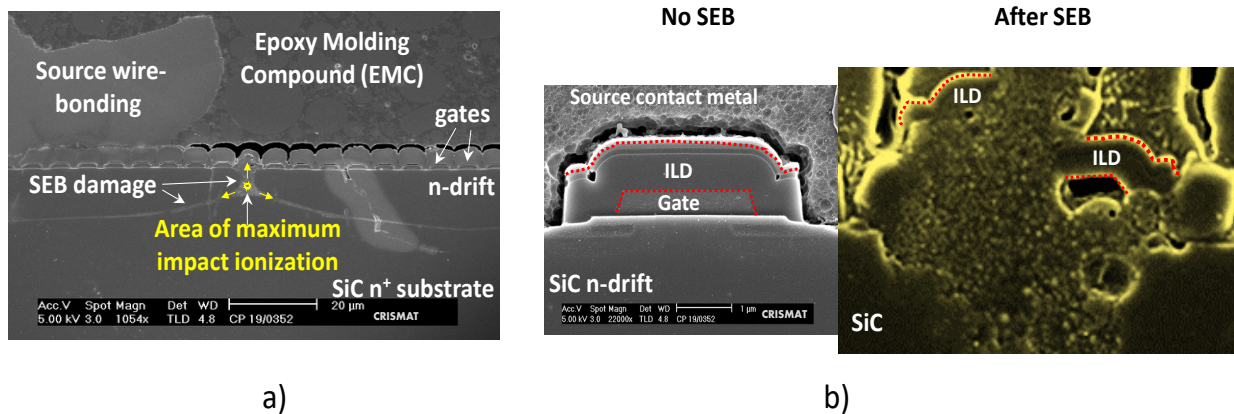 No SEB
After SEB
Source wire-
bonding
Epoxy Molding
Compound (EMC)
gates
SEB damage
n-drift
Area of maximum
impact ionization
SiC n⁺ substrate
Acc.V Spot Magn Det WD 20 µm
5.00 kV 3.0 1054x TLD 4.8 CP 19/0352 CRISMAT
a)
Source contact metal
ILD
Gate
SiC n-drift
Acc.V Spot Magn Det WD 1 µm
5.00 kV 3.0 22000x TLD 4.8 CP 19/0352 CRISMAT
ILD
ILD
SiC
b)